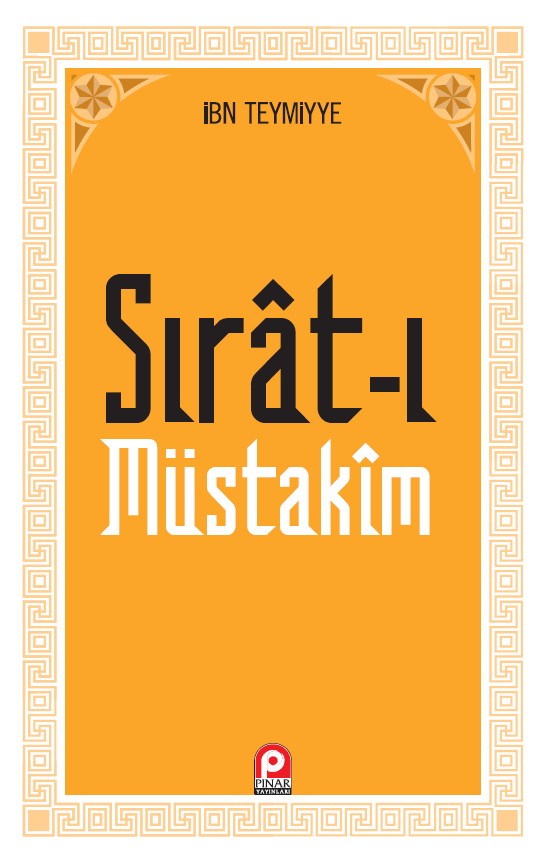 İBN TEYMİYYE
Sırât-ı
Müstakîm
PINAR
YAYINLARI